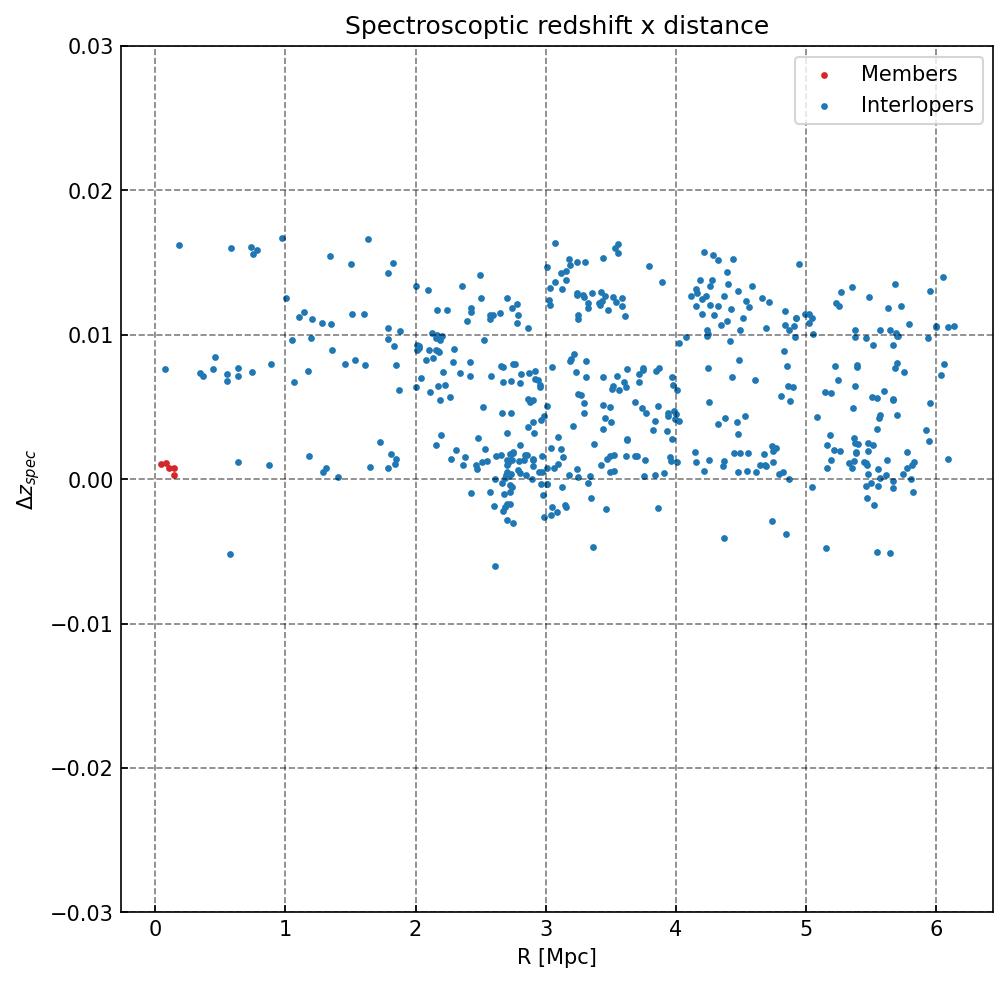 Spectroscoptic redshift x distance
Members
Interlopers
0.03
0.02
0.01
0.00
−0.01
−0.02
−0.03
Δz_spec
0 1 2 3 4 5 6
R [Mpc]